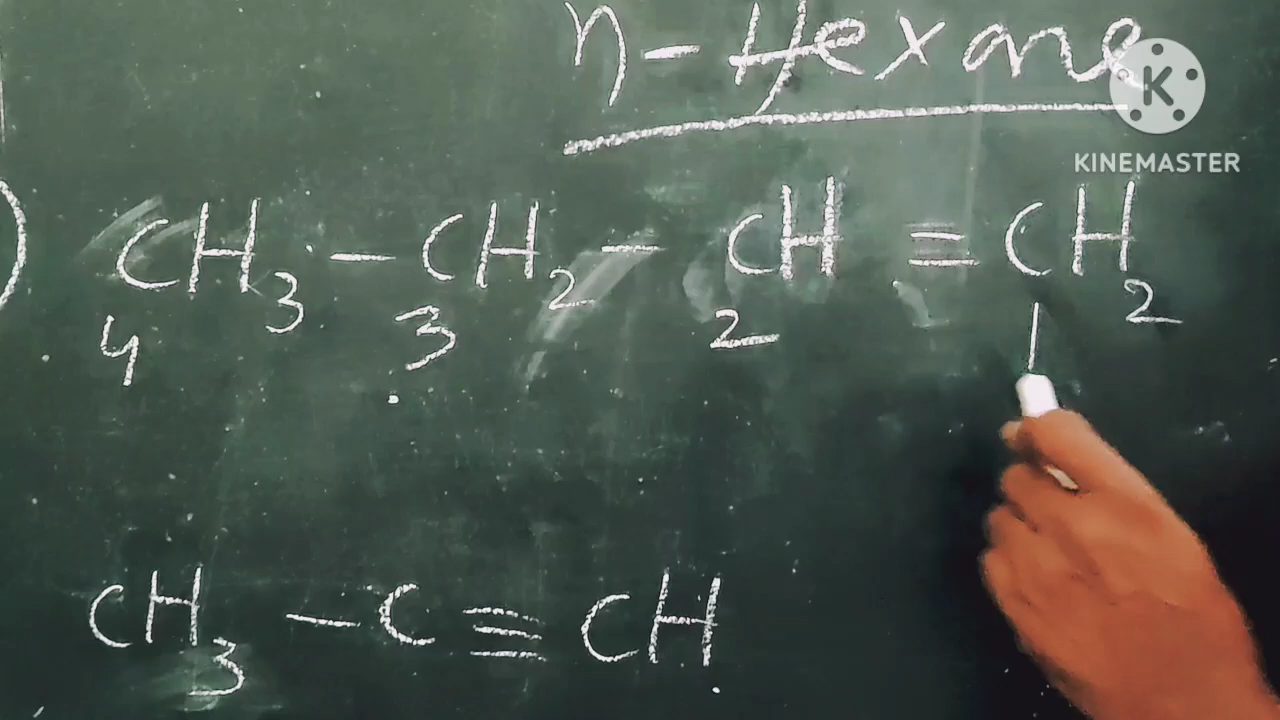 n-Hexane
K
KINEMASTER
) CH₃ - CH₂ - CH = CH₂
4 3 2 1
CH₃ - C ≡ CH